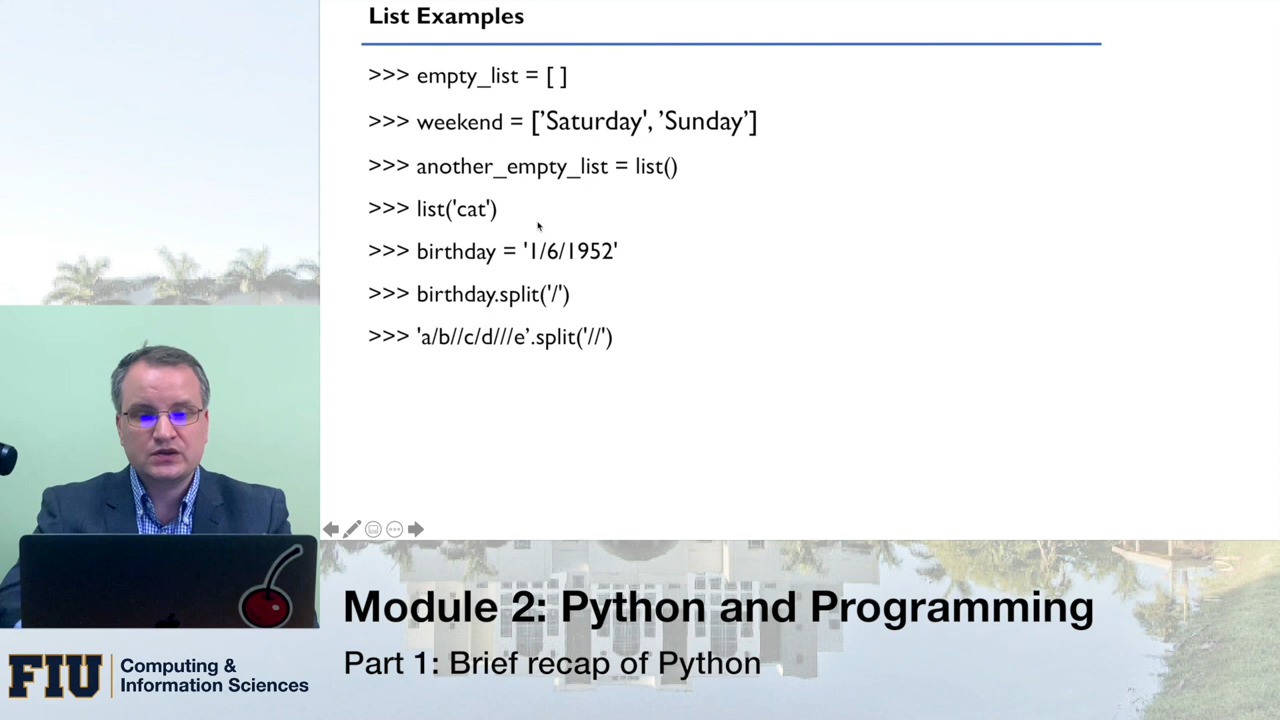 List Examples
>>> empty_list = [ ]
>>> weekend = [’Saturday', ’Sunday’]
>>> another_empty_list = list()
>>> list('cat')
>>> birthday = '1/6/1952'
>>> birthday.split('/')
>>> 'a/b//c/d///e’.split('//')
Module 2: Python and Programming
Part 1: Brief recap of Python
FIU
Computing &
Information Sciences